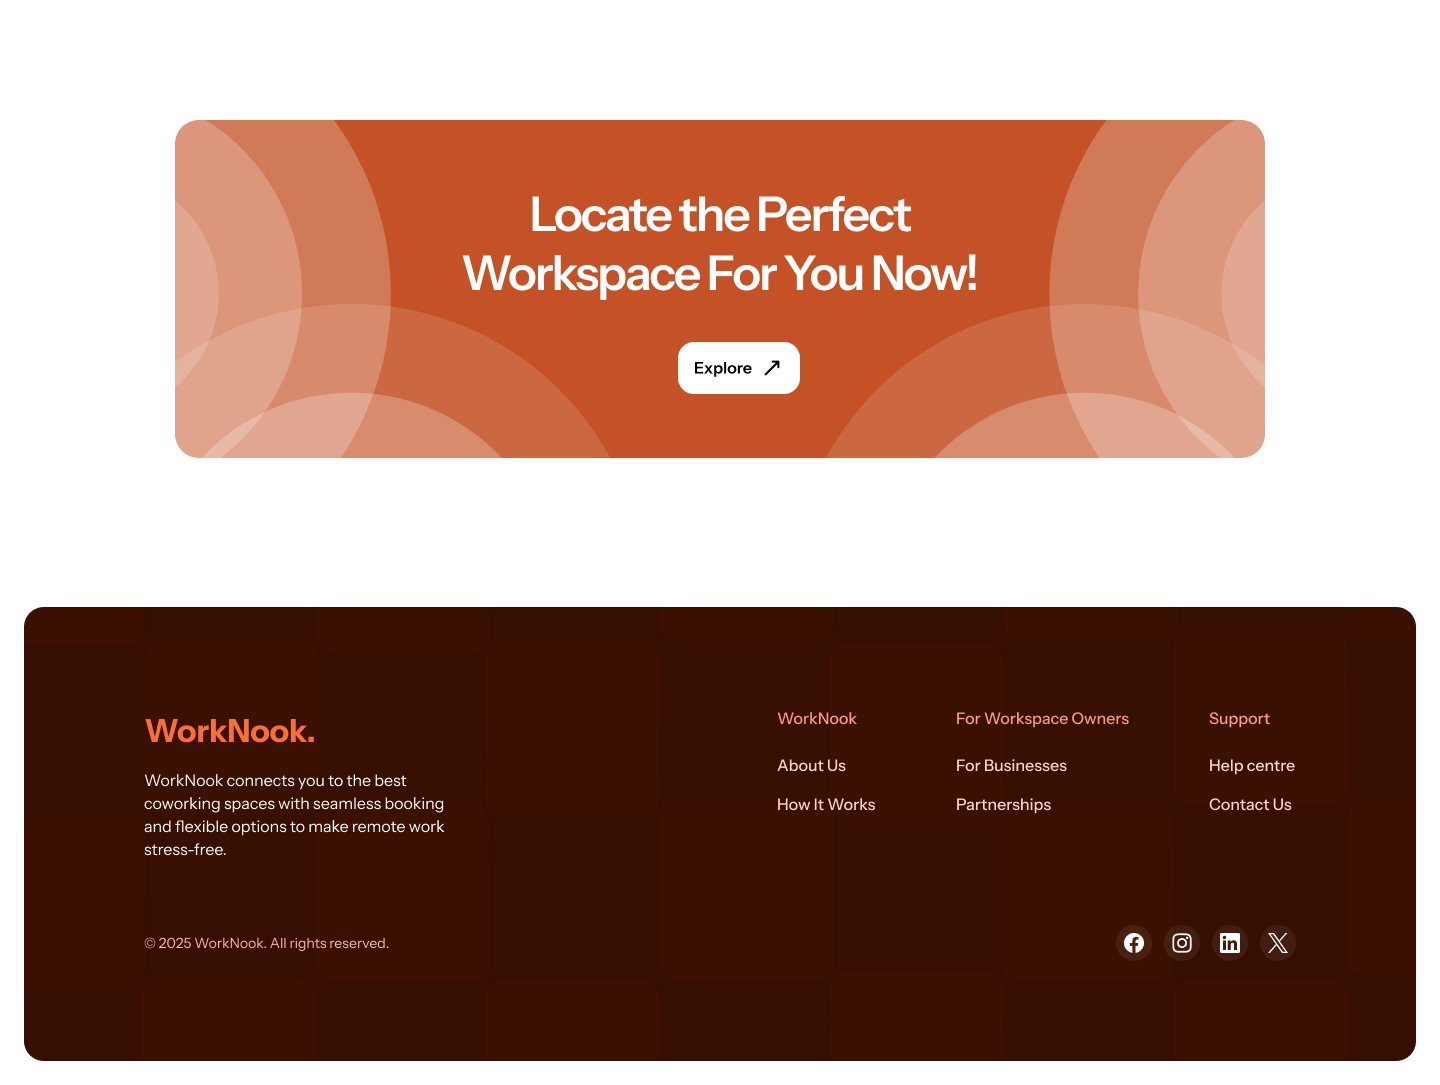 Locate the Perfect
Workspace For You Now!
Explore
WorkNook.
WorkNook connects you to the best
coworking spaces with seamless booking
and flexible options to make remote work
stress-free.
WorkNook
About Us
How It Works
For Workspace Owners
For Businesses
Partnerships
Support
Help centre
Contact Us
© 2025 WorkNook. All rights reserved.